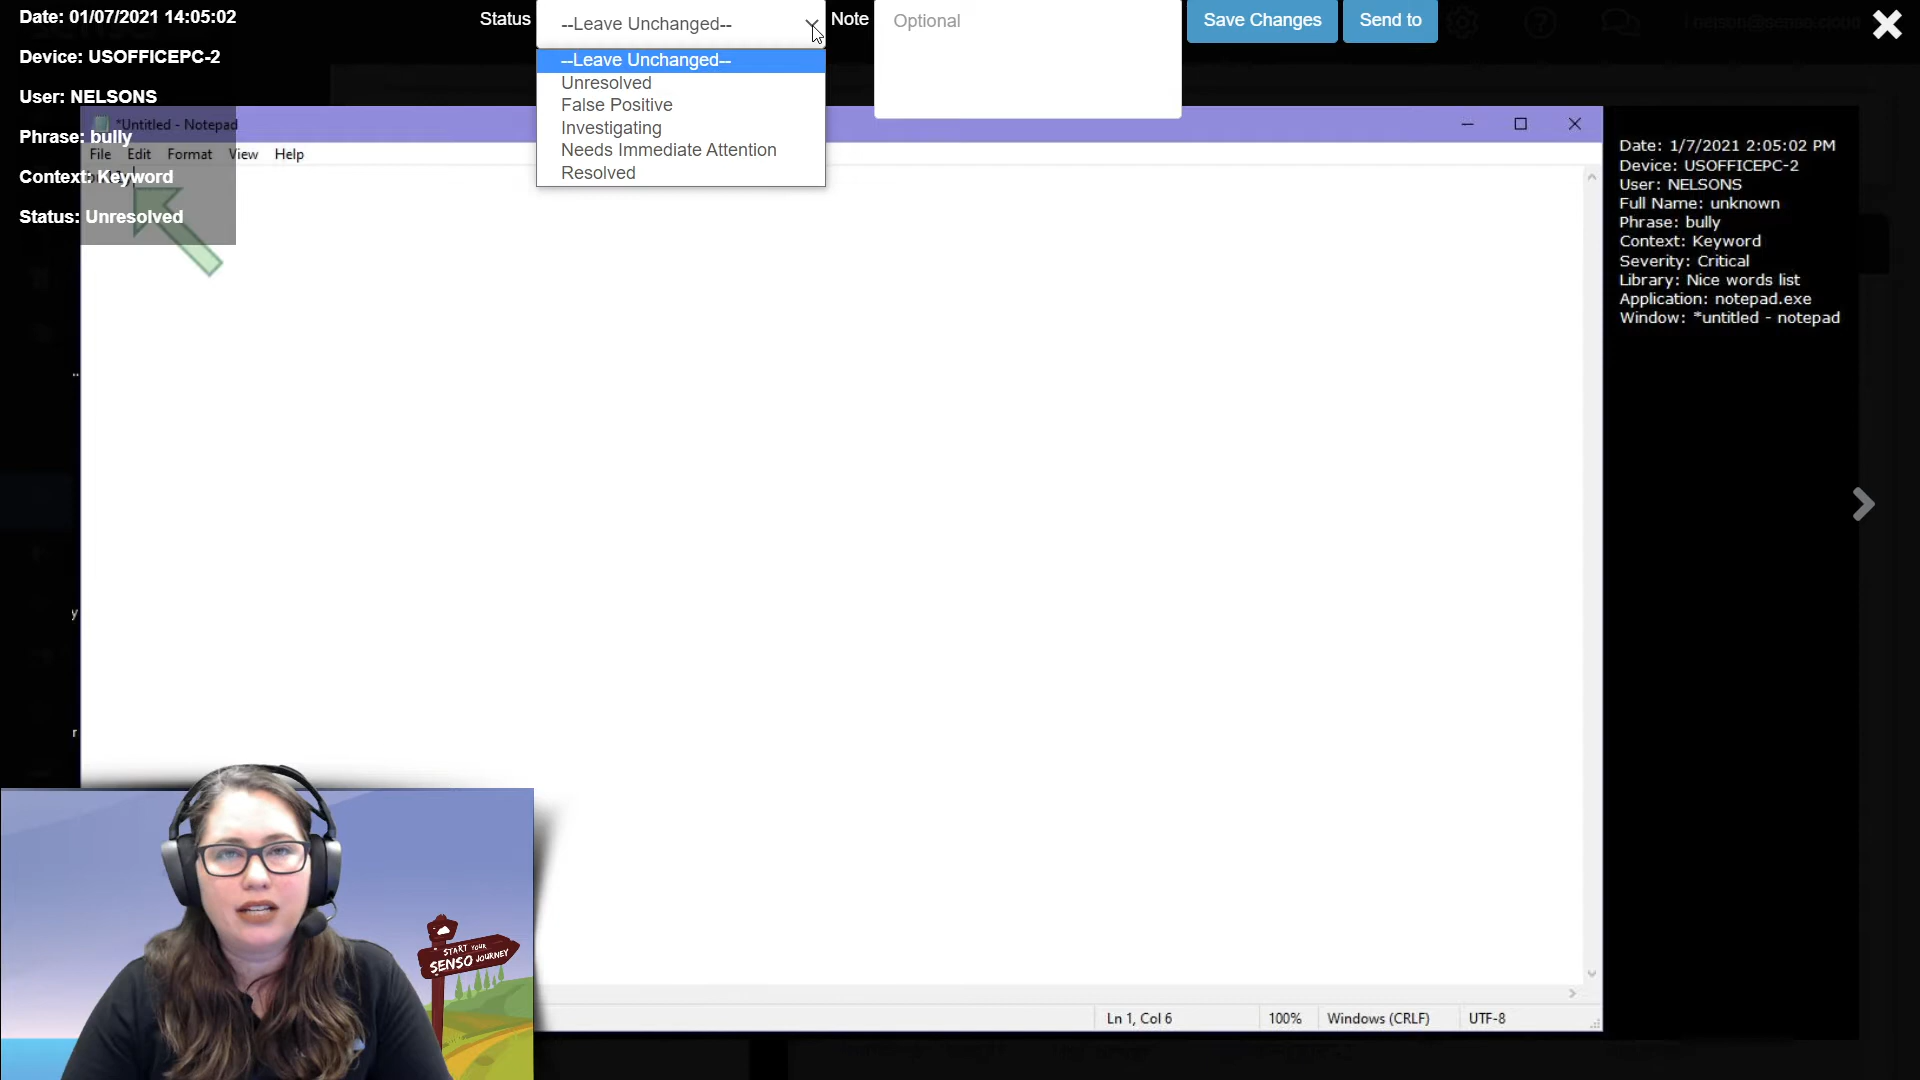 Date: 01/07/2021 14:05:02
Device: USOFFICEPC-2
User: NELSONS
Phrase: bully
Context: Keyword
Status: Unresolved
Status
--Leave Unchanged--
--Leave Unchanged--
Unresolved
False Positive
Investigating
Needs Immediate Attention
Resolved
Note
Optional
Save Changes
Send to
*Untitled - Notepad
File Edit Format View Help
Date: 1/7/2021 2:05:02 PM
Device: USOFFICEPC-2
User: NELSONS
Full Name: unknown
Phrase: bully
Context: Keyword
Severity: Critical
Library: Nice words list
Application: notepad.exe
Window: *untitled - notepad
..
y
r
START YOUR
SENSO JOURNEY
Ln 1, Col 6
100%
Windows (CRLF)
UTF-8